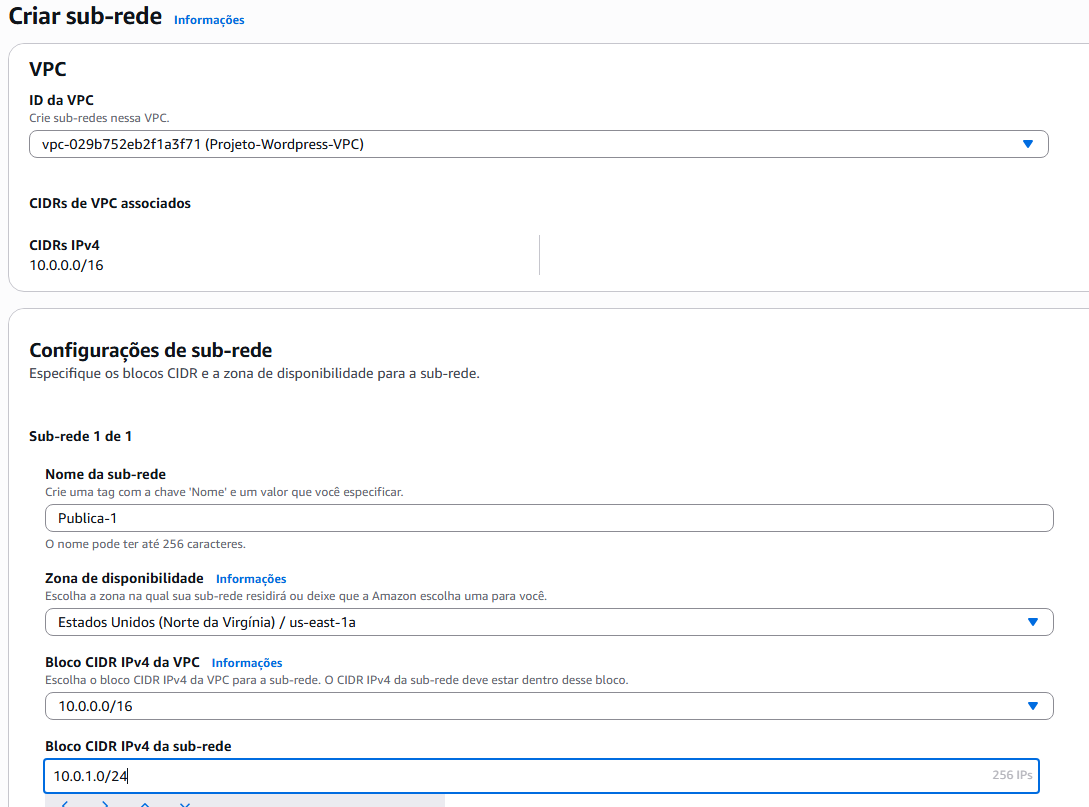 Criar sub-rede Informações
VPC
ID da VPC
Crie sub-redes nessa VPC.
vpc-029b752eb2f1a3f71 (Projeto-Wordpress-VPC)
CIDRs de VPC associados
CIDRs IPv4
10.0.0.0/16
Configurações de sub-rede
Especifique os blocos CIDR e a zona de disponibilidade para a sub-rede.
Sub-rede 1 de 1
Nome da sub-rede
Crie uma tag com a chave 'Nome' e um valor que você especificar.
Publica-1
O nome pode ter até 256 caracteres.
Zona de disponibilidade Informações
Escolha a zona na qual sua sub-rede residirá ou deixe que a Amazon escolha uma para você.
Estados Unidos (Norte da Virgínia) / us-east-1a
Bloco CIDR IPv4 da VPC Informações
Escolha o bloco CIDR IPv4 da VPC para a sub-rede. O CIDR IPv4 da sub-rede deve estar dentro desse bloco.
10.0.0.0/16
Bloco CIDR IPv4 da sub-rede
10.0.1.0/24 256 IPs